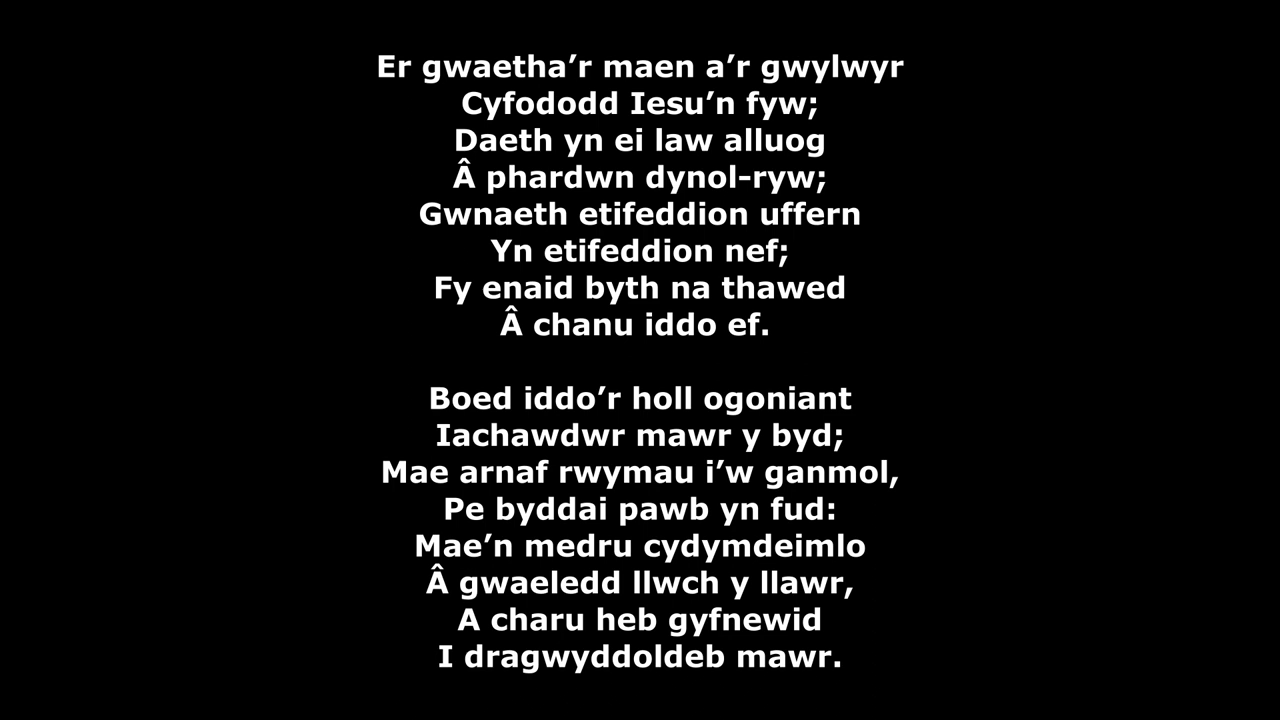 Er gwaetha’r maen a’r gwylwyr
Cyfododd Iesu’n fyw;
Daeth yn ei law alluog
Â phardwn dynol-ryw;
Gwnaeth etifeddion uffern
Yn etifeddion nef;
Fy enaid byth na thawed
Â chanu iddo ef.

Boed iddo’r holl ogoniant
Iachawdwr mawr y byd;
Mae arnaf rwymau i’w ganmol,
Pe byddai pawb yn fud:
Mae’n medru cydymdeimlo
Â gwaeledd llwch y llawr,
A charu heb gyfnewid
I dragwyddoldeb mawr.